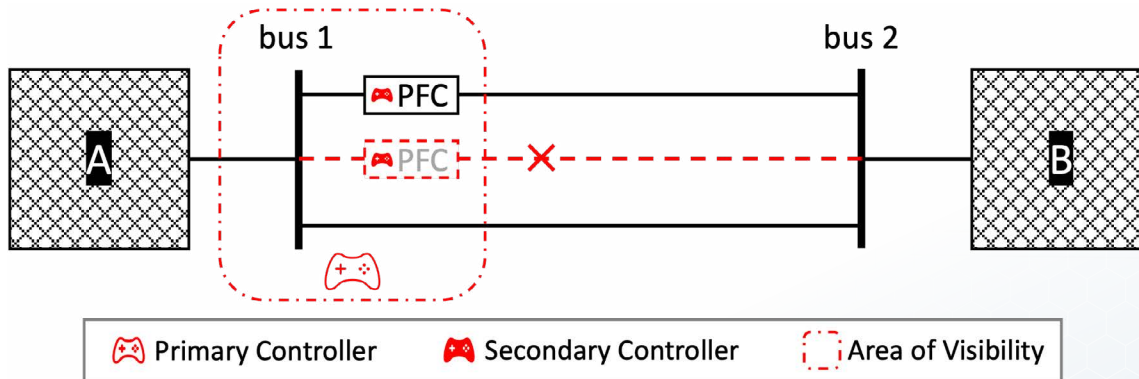 bus 1
bus 2
PFC
A
PFC
B
Primary Controller
Secondary Controller
Area of Visibility